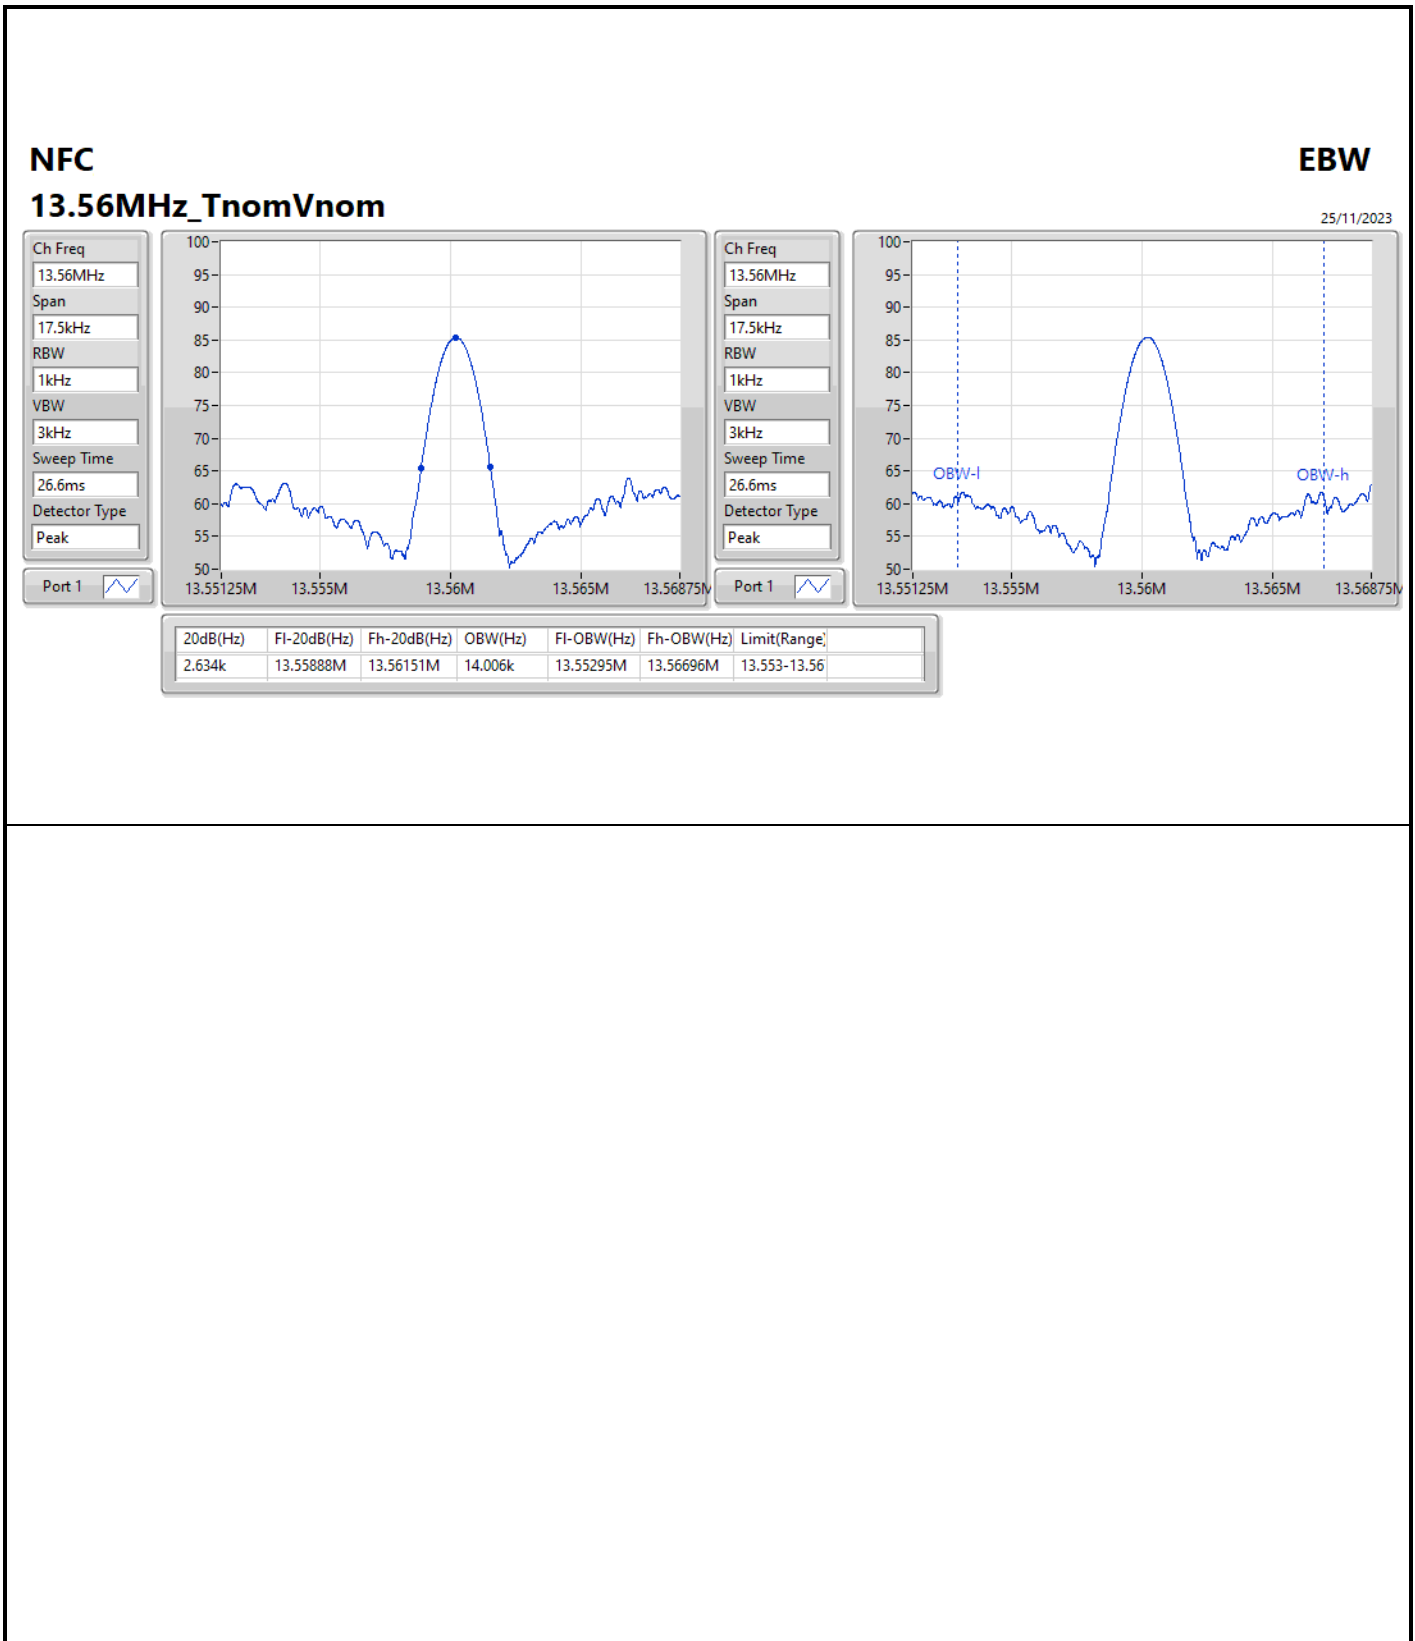 NFC
EBW
13.56MHz_TnomVnom
25/11/2023
Ch Freq
13.56MHz
Span
17.5kHz
RBW
1kHz
VBW
3kHz
Sweep Time
26.6ms
Detector Type
Peak
Port 1
100
95
90
85
80
75
70
65
60
55
50
13.55125M 13.555M 13.56M 13.565M 13.56875M
Ch Freq
13.56MHz
Span
17.5kHz
RBW
1kHz
VBW
3kHz
Sweep Time
26.6ms
Detector Type
Peak
Port 1
100
95
90
85
80
75
70
65
60
55
50
OBW-l
OBW-h
13.55125M 13.555M 13.56M 13.565M 13.56875M
20dB(Hz) Fl-20dB(Hz) Fh-20dB(Hz) OBW(Hz) Fl-OBW(Hz) Fh-OBW(Hz) Limit(Range)
2.634k 13.55888M 13.56151M 14.006k 13.55295M 13.56696M 13.553-13.56